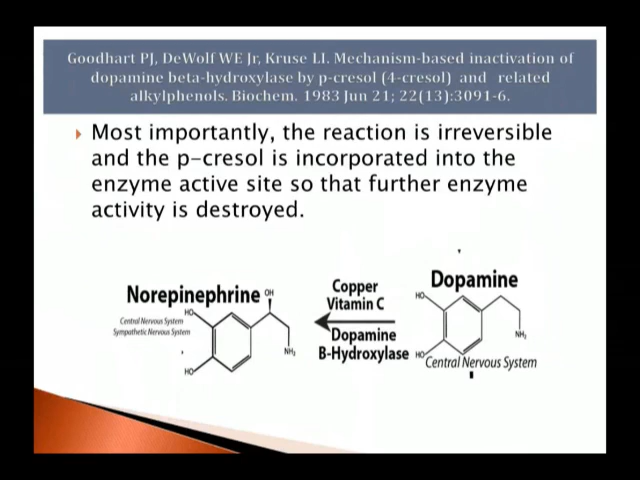 Goodhart PJ, DeWolf WE Jr, Kruse LI. Mechanism-based inactivation of
dopamine beta-hydroxylase by p-cresol (4-cresol) and related
alkylphenols. Biochem. 1983 Jun 21; 22(13):3091-6.
Most importantly, the reaction is irreversible
and the p-cresol is incorporated into the
enzyme active site so that further enzyme
activity is destroyed.
Norepinephrine
OH
HO
Central Nervous System
Sympathetic Nervous System
NH₂
HO
Copper
Vitamin C
Dopamine
B-Hydroxylase
Dopamine
HO
NH₂
HO
Central Nervous System